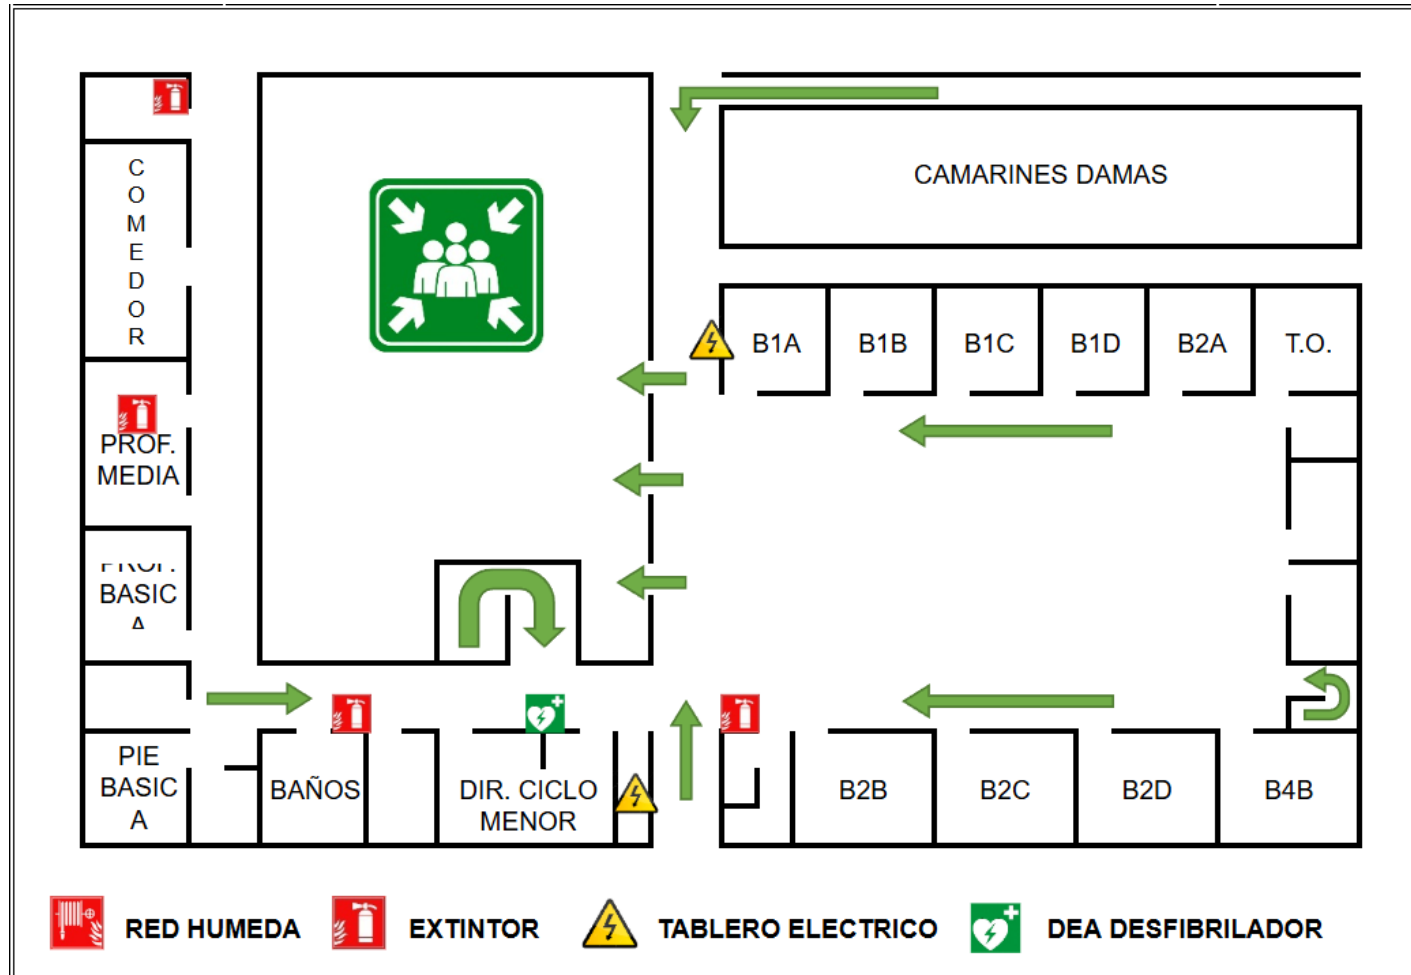 C
O
M
E
D
O
R
CAMARINES DAMAS
B1A
B1B
B1C
B1D
B2A
T.O.
PROF.
MEDIA
PROF.
BASIC
A
PIE
BASIC
A
BAÑOS
DIR. CICLO
MENOR
B2B
B2C
B2D
B4B
RED HUMEDA
EXTINTOR
TABLERO ELECTRICO
DEA DESFIBRILADOR